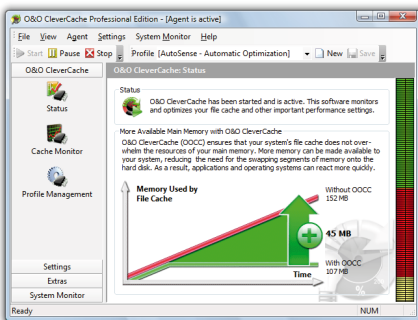 O&O CleverCache Professional Edition - [Agent is active]
File View Agent Settings System Monitor Help
Start Pause Stop Profile [AutoSense - Automatic Optimization] New Save
O&O CleverCache
O&O CleverCache: Status
Status
Cache Monitor
Profile Management
Settings
Extras
System Monitor
Status
O&O CleverCache has been started and is active. This software monitors
and optimizes your file cache and other important performance settings.
More Available Main Memory with O&O CleverCache
O&O CleverCache (OOCC) ensures that your system's file cache does not over-
whelm the resources of your main memory. More memory can be made available to
your system, reducing the need for the swapping segments of memory onto the
hard disk. As a result, applications and operating systems can react more quickly.
Memory Used by
File Cache
Without OOCC
152 MB
45 MB
With OOCC
107 MB
Time
%
Ready
NUM